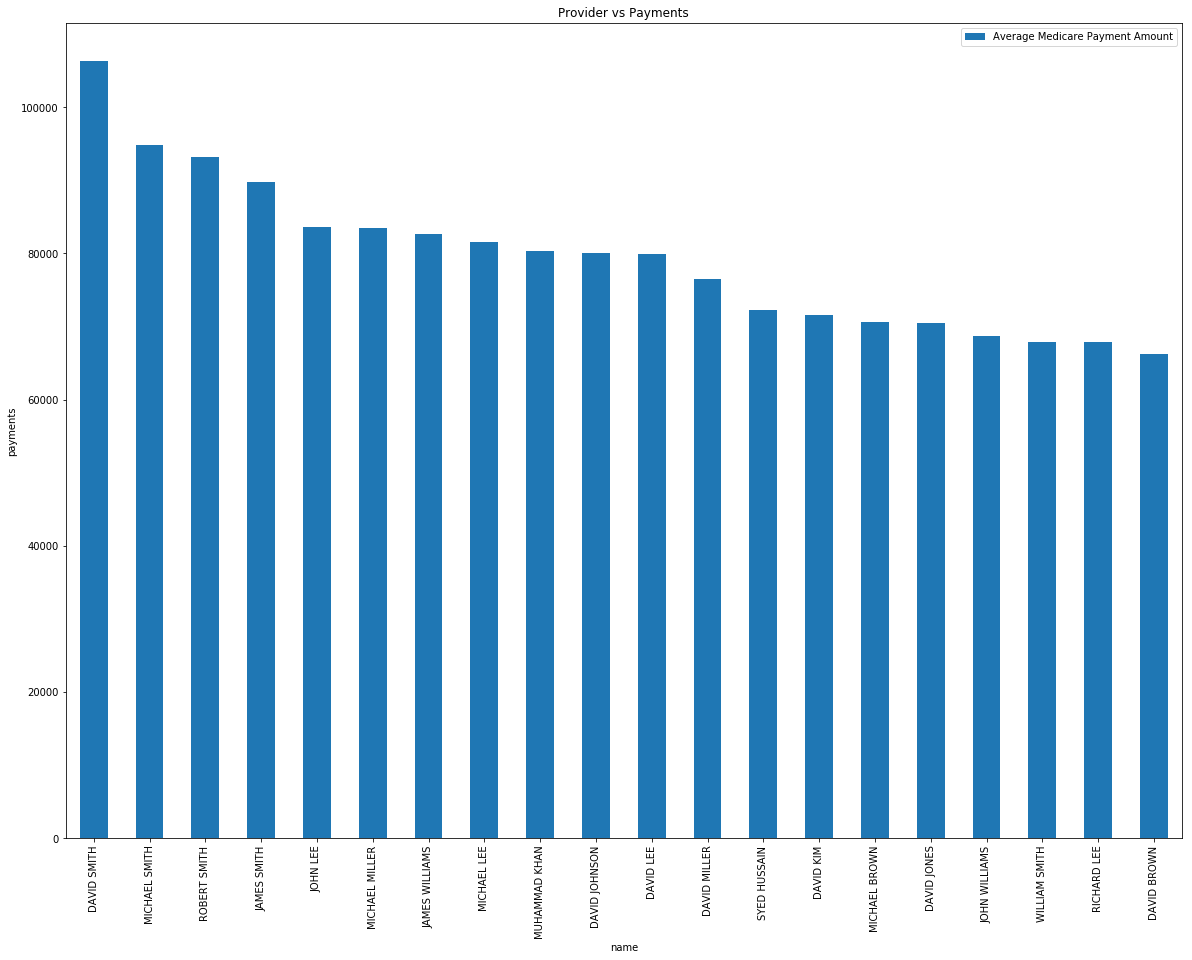 Provider vs Payments
Average Medicare Payment Amount
100000
80000
60000
40000
20000
0
payments
DAVID SMITH
MICHAEL SMITH
ROBERT SMITH
JAMES SMITH
JOHN LEE
MICHAEL MILLER
JAMES WILLIAMS
MICHAEL LEE
MUHAMMAD KHAN
DAVID JOHNSON
DAVID LEE
DAVID MILLER
SYED HUSSAIN
DAVID KIM
MICHAEL BROWN
DAVID JONES
JOHN WILLIAMS
WILLIAM SMITH
RICHARD LEE
DAVID BROWN
name